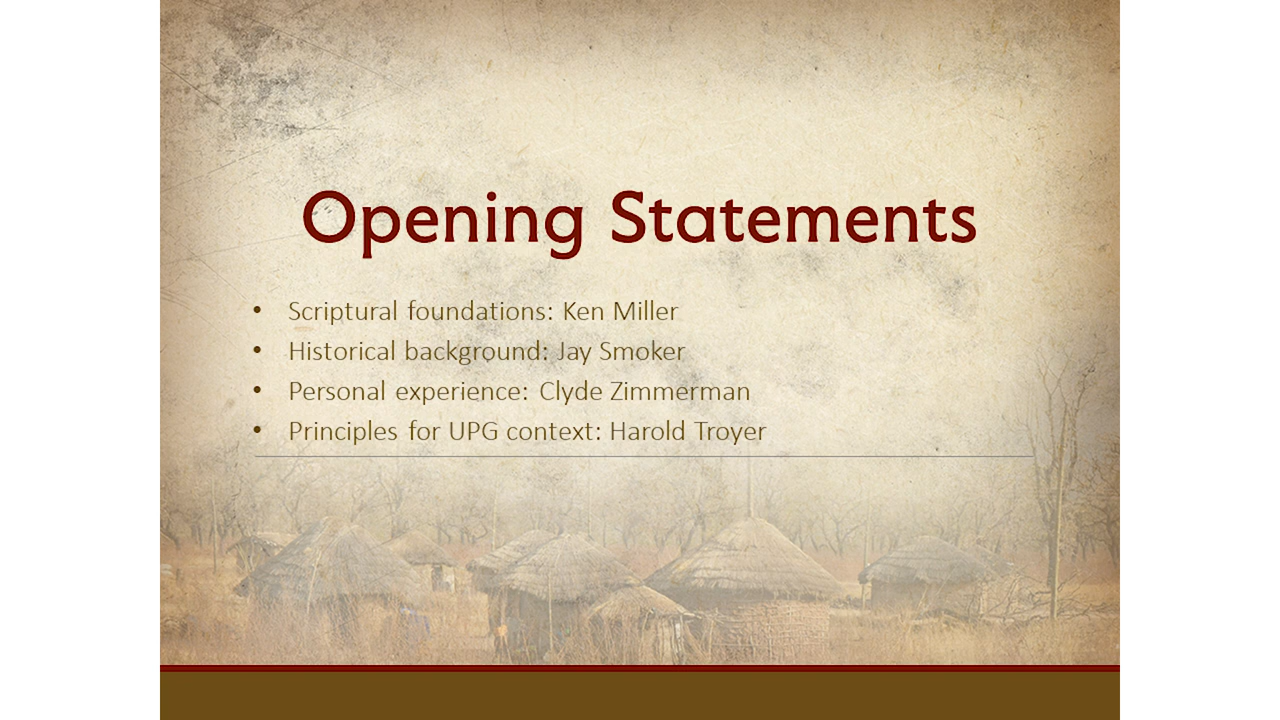 Opening Statements
• Scriptural foundations: Ken Miller
• Historical background: Jay Smoker
• Personal experience: Clyde Zimmerman
• Principles for UPG context: Harold Troyer